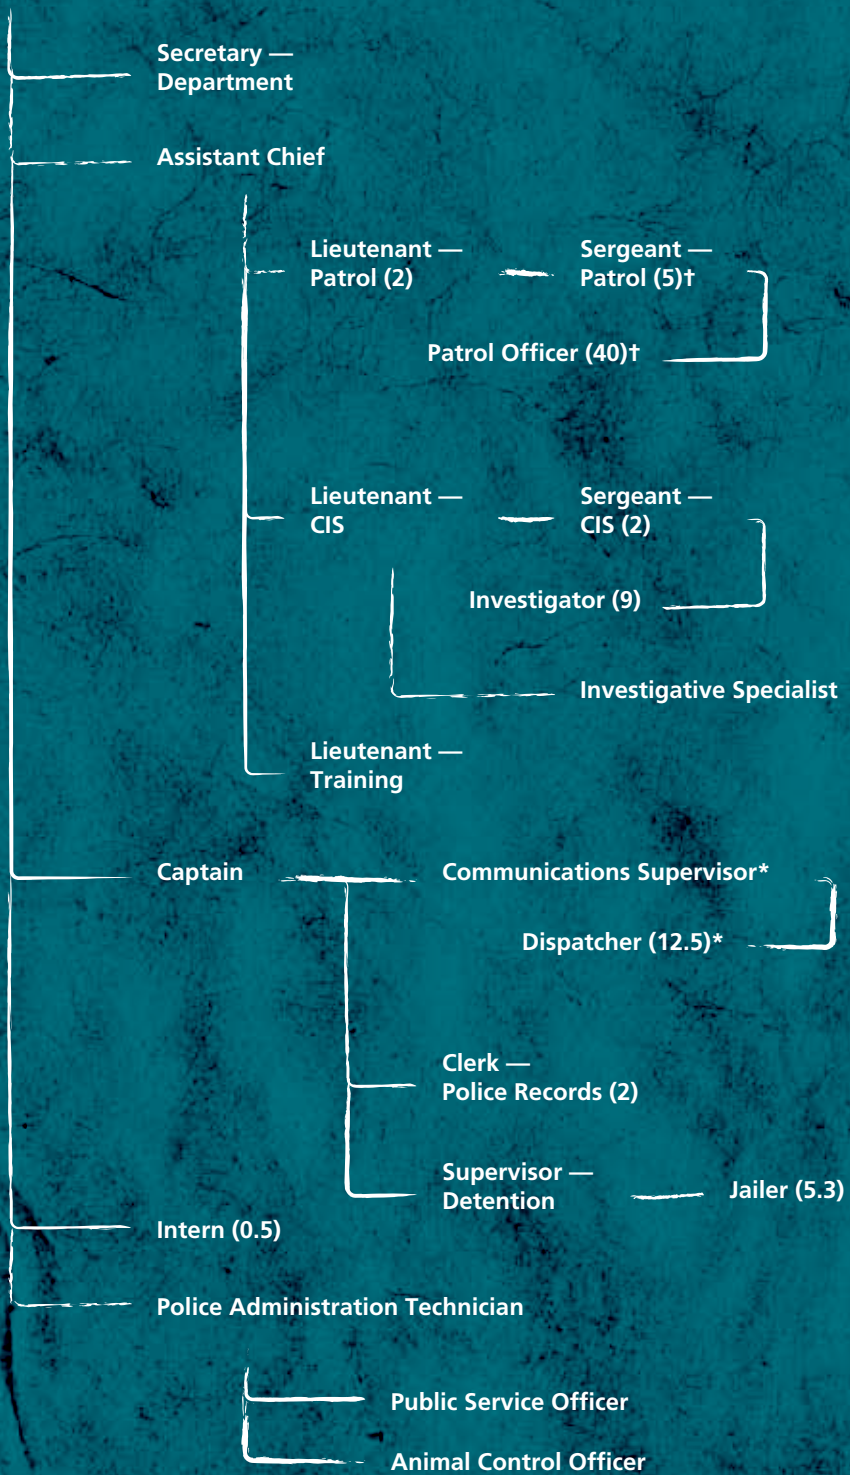 Secretary —
Department
Assistant Chief
Lieutenant —
Patrol (2)
Sergeant —
Patrol (5)†
Patrol Officer (40)†
Lieutenant —
CIS
Sergeant —
CIS (2)
Investigator (9)
Investigative Specialist
Lieutenant —
Training
Captain
Communications Supervisor*
Dispatcher (12.5)*
Clerk —
Police Records (2)
Supervisor —
Detention
Jailer (5.3)
Intern (0.5)
Police Administration Technician
Public Service Officer
Animal Control Officer